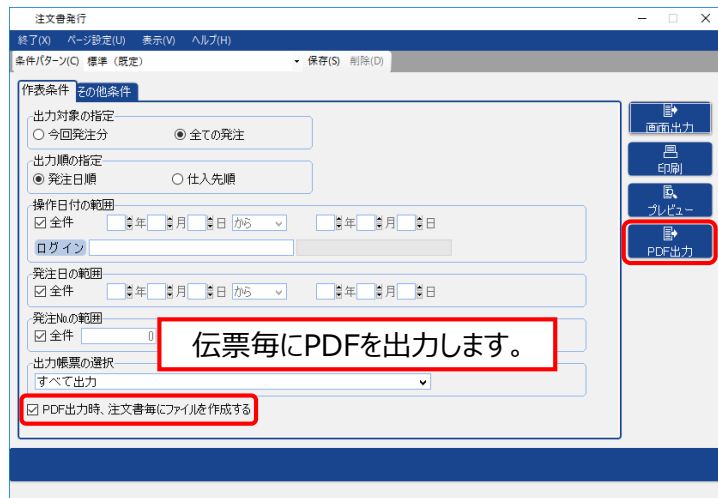 注文書発行
終了(X) ページ設定(U) 表示(V) ヘルプ(H)
条件パターン(C) 標準（既定） 保存(S) 削除(D)
作表条件 その他条件
出力対象の指定
今回発注分 全ての発注
出力順の指定
発注日順 仕入先順
操作日付の範囲
全件 年 月 日 から 年 月 日
ログイン
発注日の範囲
全件 年 月 日 から 年 月 日
発注No.の範囲
全件 0
伝票毎にPDFを出力します。
出力帳票の選択
すべて出力
PDF出力時、注文書毎にファイルを作成する
画面出力
印刷
プレビュー
PDF出力